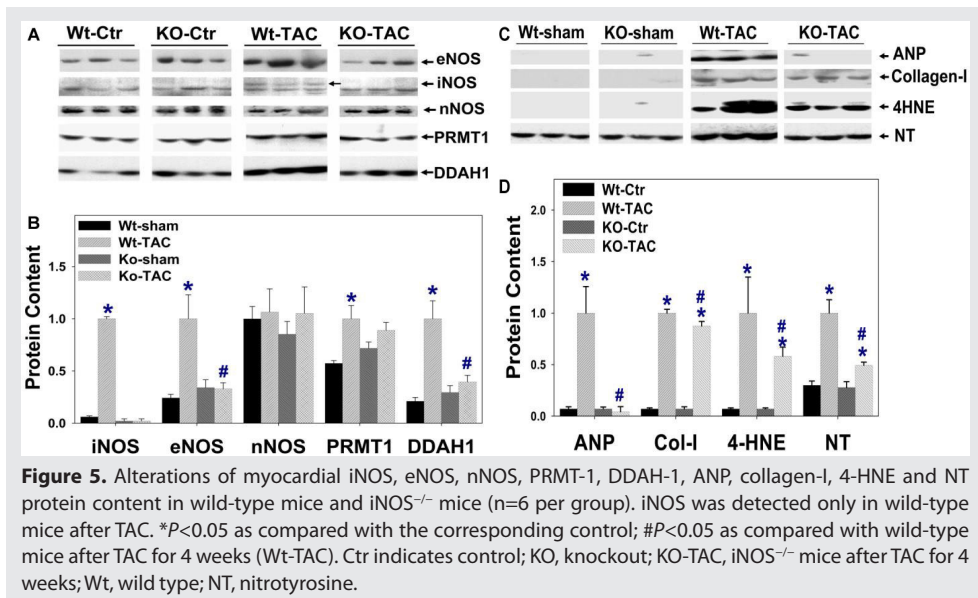 A Wt-Ctr KO-Ctr Wt-TAC KO-TAC
eNOS
iNOS
nNOS
PRMT1
DDAH1
B
Wt-sham
Wt-TAC
Ko-sham
Ko-TAC
Protein Content
1.5
1.0
0.5
0.0
* * # * * #
iNOS eNOS nNOS PRMT1 DDAH1
C Wt-sham KO-sham Wt-TAC KO-TAC
ANP
Collagen-I
4HNE
NT
D
Wt-Ctr
Wt-TAC
KO-Ctr
KO-TAC
Protein Content
2.0
1.5
1.0
0.5
0.0
* # * # * * # * * # *
ANP Col-I 4-HNE NT
Figure 5. Alterations of myocardial iNOS, eNOS, nNOS, PRMT-1, DDAH-1, ANP, collagen-I, 4-HNE and NT
protein content in wild-type mice and iNOS−/− mice (n=6 per group). iNOS was detected only in wild-type
mice after TAC. *P<0.05 as compared with the corresponding control; #P<0.05 as compared with wild-type
mice after TAC for 4 weeks (Wt-TAC). Ctr indicates control; KO, knockout; KO-TAC, iNOS−/− mice after TAC for 4
weeks; Wt, wild type; NT, nitrotyrosine.